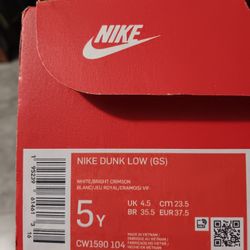 NIKE
NIKE DUNK LOW (GS)
WHITE/BRIGHT CRIMSON
BLANC/JEU ROYAL/CRAMOISI VIF
5Y
UK 4.5 cm 23.5
BR 35.5 EUR 37.5
CW1590 104